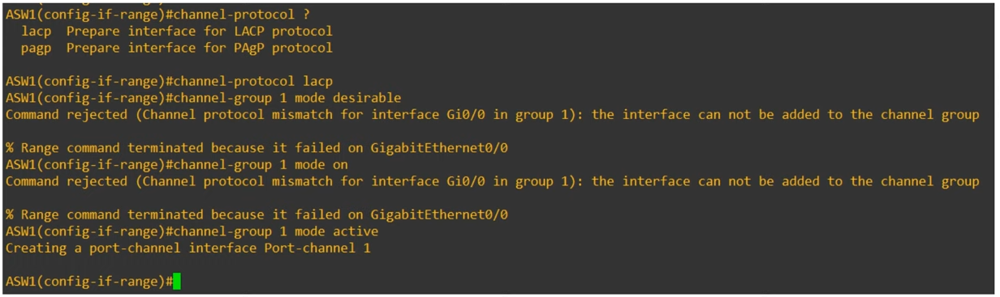 ASW1(config-if-range)#channel-protocol ?
  lacp  Prepare interface for LACP protocol
  pagp  Prepare interface for PAgP protocol
ASW1(config-if-range)#channel-protocol lacp
ASW1(config-if-range)#channel-group 1 mode desirable
Command rejected (Channel protocol mismatch for interface Gi0/0 in group 1): the interface can not be added to the channel group
% Range command terminated because it failed on GigabitEthernet0/0
ASW1(config-if-range)#channel-group 1 mode on
Command rejected (Channel protocol mismatch for interface Gi0/0 in group 1): the interface can not be added to the channel group
% Range command terminated because it failed on GigabitEthernet0/0
ASW1(config-if-range)#channel-group 1 mode active
Creating a port-channel interface Port-channel 1
ASW1(config-if-range)#